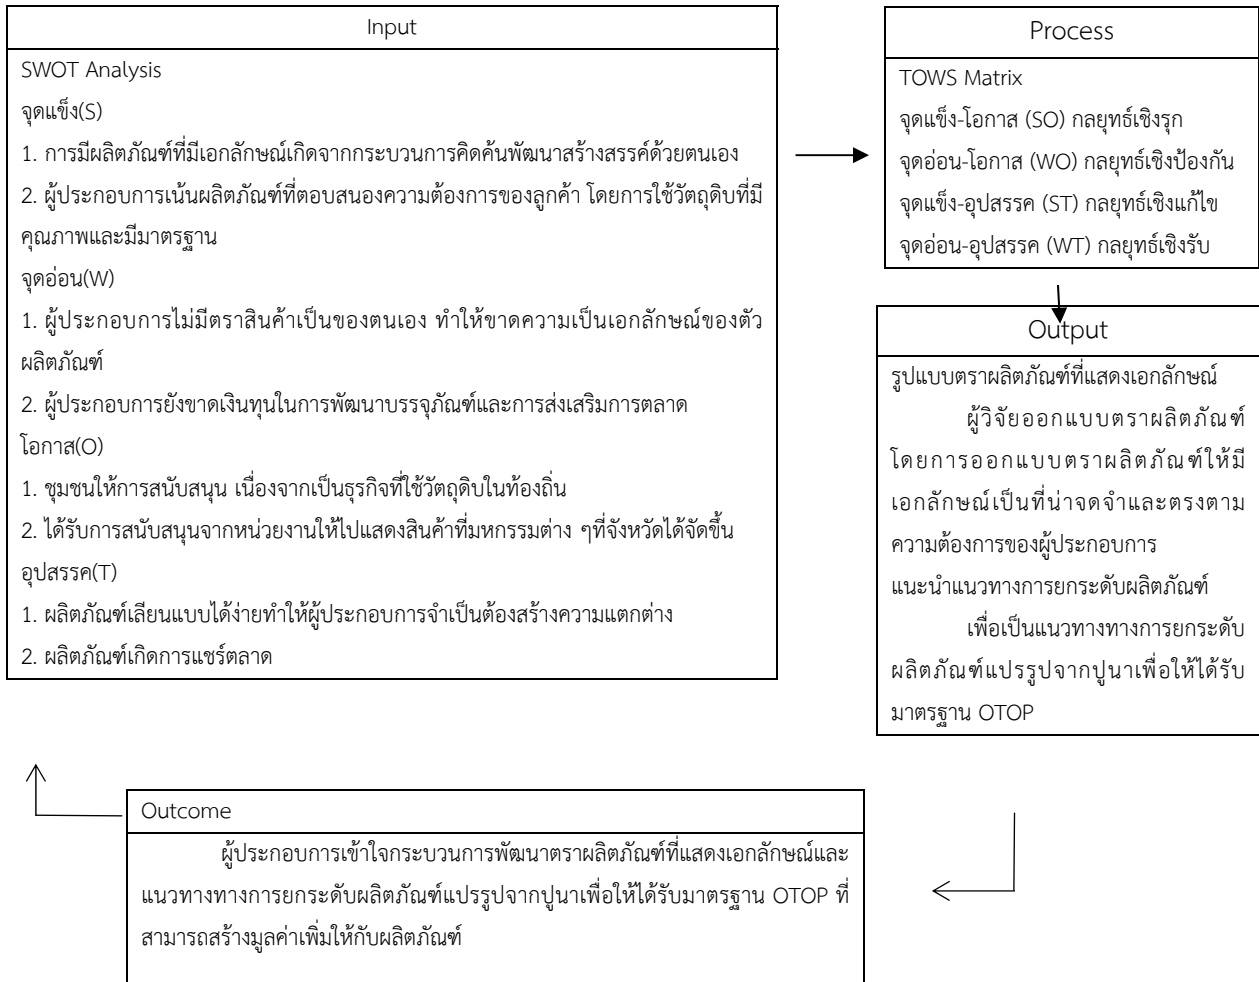 Input
SWOT Analysis
จุดแข็ง(S)
1. การมีผลิตภัณฑ์ที่มีเอกลักษณ์เกิดจากกระบวนการคิดค้นพัฒนาสร้างสรรค์ด้วยตนเอง
2. ผู้ประกอบการเน้นผลิตภัณฑ์ที่ตอบสนองความต้องการของลูกค้า โดยการใช้วัตถุดิบที่มี
คุณภาพและมีมาตรฐาน
จุดอ่อน(W)
1. ผู้ประกอบการไม่มีตราสินค้าเป็นของตนเอง ทำให้ขาดความเป็นเอกลักษณ์ของตัว
ผลิตภัณฑ์
2. ผู้ประกอบการยังขาดเงินทุนในการพัฒนาบรรจุภัณฑ์และการส่งเสริมการตลาด
โอกาส(O)
1. ชุมชนให้การสนับสนุน เนื่องจากเป็นธุรกิจที่ใช้วัตถุดิบในท้องถิ่น
2. ได้รับการสนับสนุนจากหน่วยงานให้ไปแสดงสินค้าที่มหกรรมต่าง ๆที่จังหวัดได้จัดขึ้น
อุปสรรค(T)
1. ผลิตภัณฑ์เลียนแบบได้ง่ายทำให้ผู้ประกอบการจำเป็นต้องสร้างความแตกต่าง
2. ผลิตภัณฑ์เกิดการแชร์ตลาด
Process
TOWS Matrix
จุดแข็ง-โอกาส (SO) กลยุทธ์เชิงรุก
จุดอ่อน-โอกาส (WO) กลยุทธ์เชิงป้องกัน
จุดแข็ง-อุปสรรค (ST) กลยุทธ์เชิงแก้ไข
จุดอ่อน-อุปสรรค (WT) กลยุทธ์เชิงรับ
Output
รูปแบบตราผลิตภัณฑ์ที่แสดงเอกลักษณ์
ผู้วิจัยออกแบบตราผลิตภัณฑ์
โดยการออกแบบตราผลิตภัณฑ์ให้มี
เอกลักษณ์เป็นที่น่าจดจำและตรงตาม
ความต้องการของผู้ประกอบการ
แนะนำแนวทางการยกระดับผลิตภัณฑ์
เพื่อเป็นแนวทางทางการยกระดับ
ผลิตภัณฑ์แปรรูปจากปูนาเพื่อให้ได้รับ
มาตรฐาน OTOP
Outcome
ผู้ประกอบการเข้าใจกระบวนการพัฒนาตราผลิตภัณฑ์ที่แสดงเอกลักษณ์และ
แนวทางทางการยกระดับผลิตภัณฑ์แปรรูปจากปูนาเพื่อให้ได้รับมาตรฐาน OTOP ที่
สามารถสร้างมูลค่าเพิ่มให้กับผลิตภัณฑ์